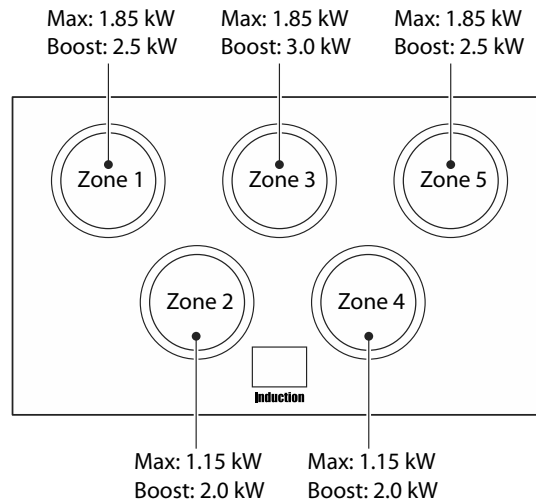 Max: 1.85 kW
Boost: 2.5 kW
Max: 1.85 kW
Boost: 3.0 kW
Max: 1.85 kW
Boost: 2.5 kW
Zone 1
Zone 3
Zone 5
Zone 2
Zone 4
Induction
Max: 1.15 kW
Boost: 2.0 kW
Max: 1.15 kW
Boost: 2.0 kW